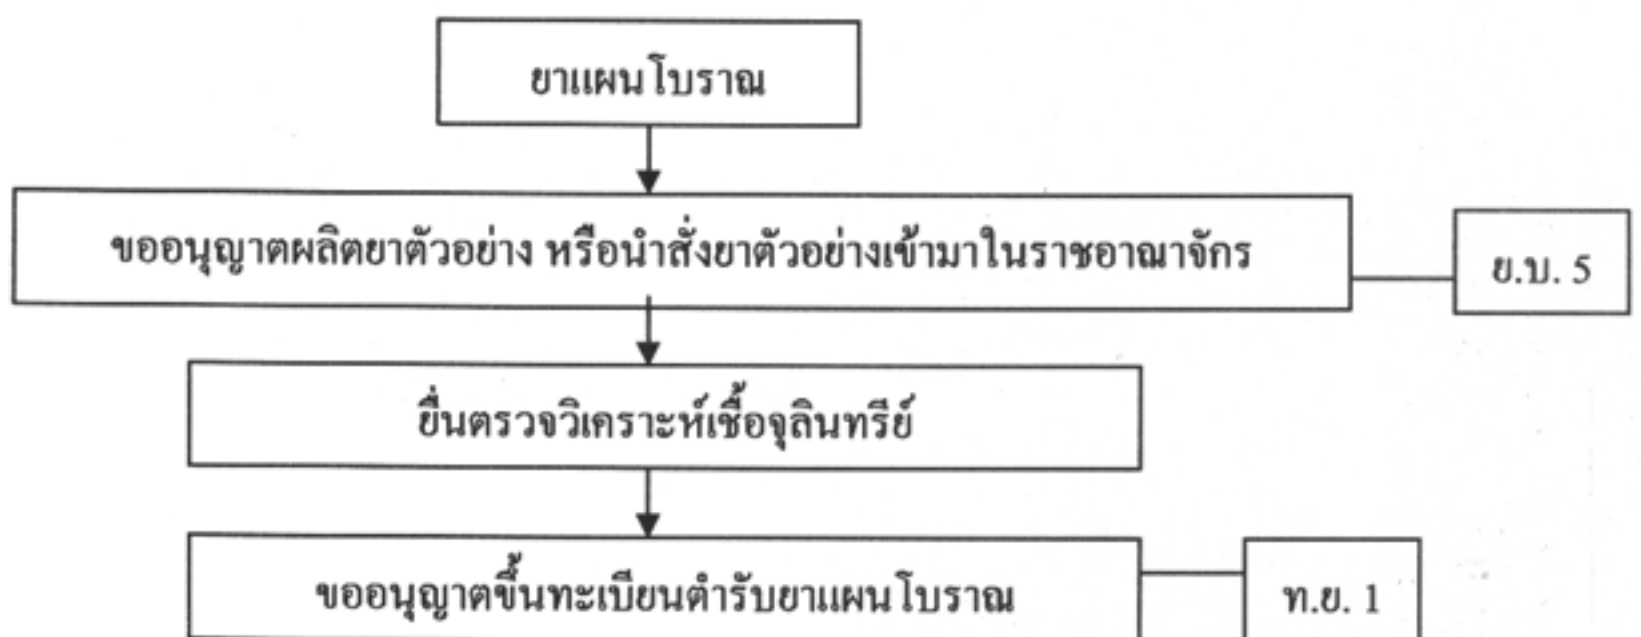 ยาแผนโบราณ
ขออนุญาตผลิตยาตัวอย่าง หรือนำสั่งยาตัวอย่างเข้ามาในราชอาณาจักร
ย.บ. 5
ยื่นตรวจวิเคราะห์เชื้อจุลินทรีย์
ขออนุญาตขึ้นทะเบียนตำรับยาแผนโบราณ
ท.ย. 1